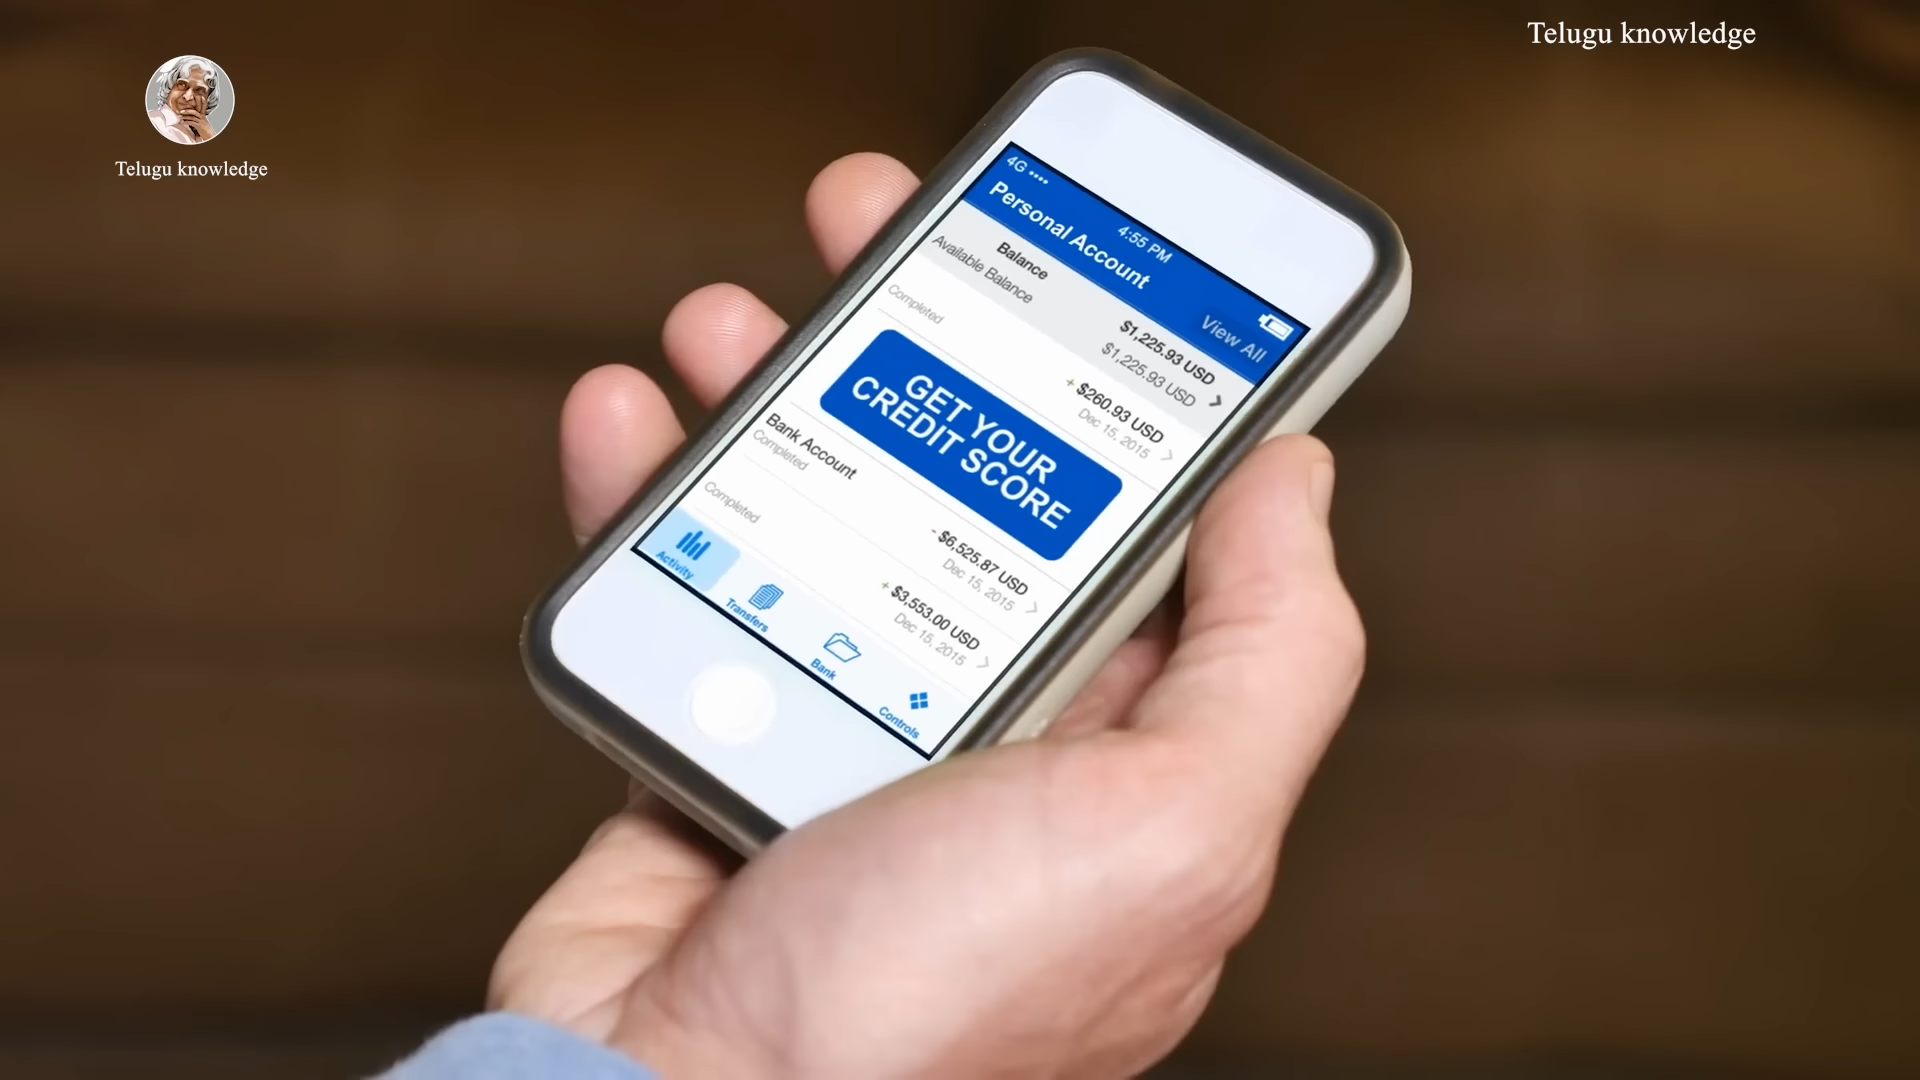 Telugu knowledge
Telugu knowledge
4G
4:55 PM
Personal Account
View All
Balance
$1,225.93 USD
Available Balance
$1,225.93 USD
Completed
+ $260.93 USD
Dec 15, 2015
GET YOUR
CREDIT SCORE
Bank Account
- $6,525.87 USD
Completed
Dec 15, 2015
+ $3,553.00 USD
Completed
Dec 15, 2015
Activity
Transfers
Bank
Controls